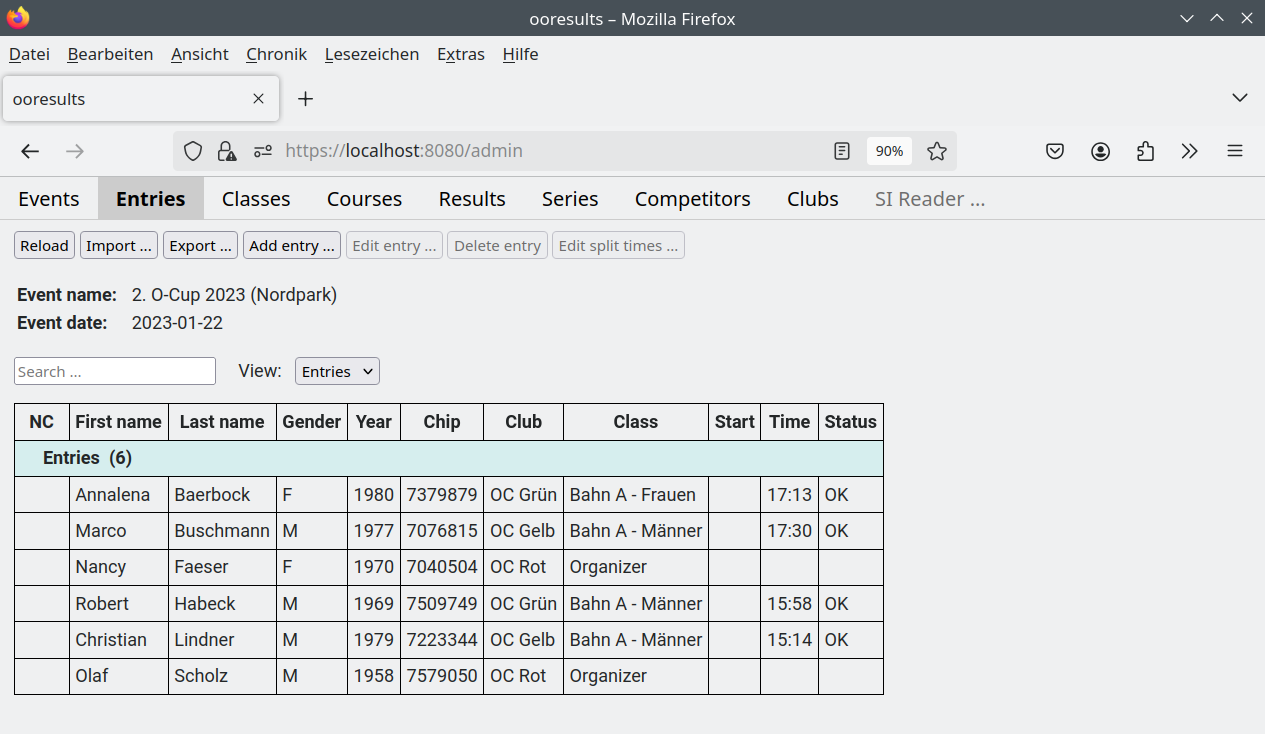 ooresults – Mozilla Firefox
Datei Bearbeiten Ansicht Chronik Lesezeichen Extras Hilfe
ooresults
https://localhost:8080/admin 90%
Events Entries Classes Courses Results Series Competitors Clubs SI Reader ...
Reload Import ... Export ... Add entry ... Edit entry ... Delete entry Edit split times ...
Event name: 2. O-Cup 2023 (Nordpark)
Event date: 2023-01-22
Search ... View: Entries
NC First name Last name Gender Year Chip Club Class Start Time Status
Entries (6)
Annalena Baerbock F 1980 7379879 OC Grün Bahn A - Frauen 17:13 OK
Marco Buschmann M 1977 7076815 OC Gelb Bahn A - Männer 17:30 OK
Nancy Faeser F 1970 7040504 OC Rot Organizer
Robert Habeck M 1969 7509749 OC Grün Bahn A - Männer 15:58 OK
Christian Lindner M 1979 7223344 OC Gelb Bahn A - Männer 15:14 OK
Olaf Scholz M 1958 7579050 OC Rot Organizer